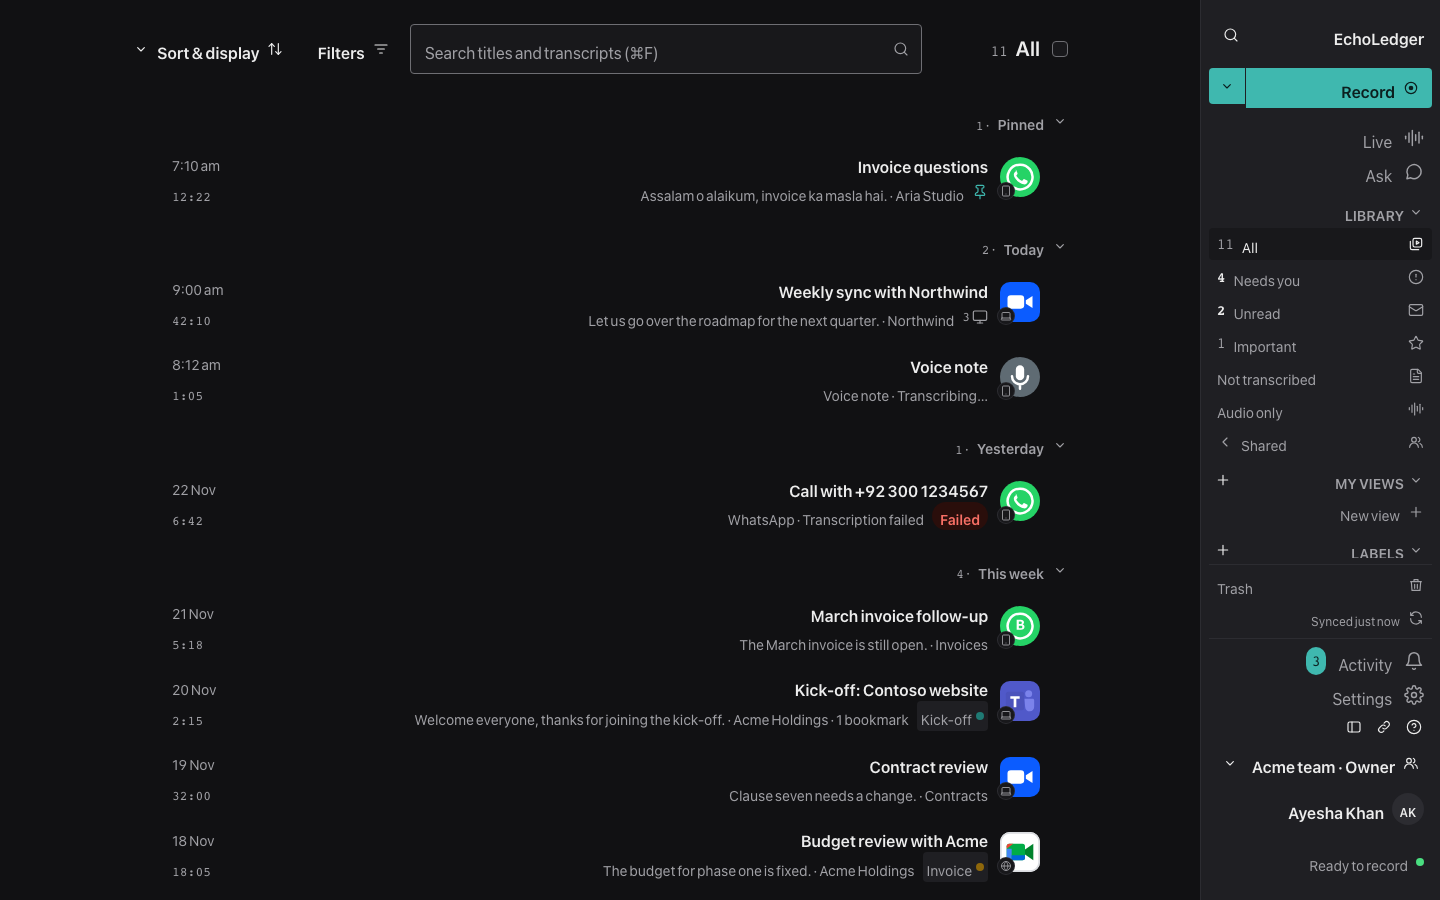 Sort & display
Filters
Search titles and transcripts (⌘F)
11 All
1 · Pinned
7:10 am
Invoice questions
12:22
Assalam o alaikum, invoice ka masla hai. · Aria Studio
2 · Today
9:00 am
Weekly sync with Northwind
42:10
Let us go over the roadmap for the next quarter. · Northwind 3
8:12 am
Voice note
1:05
Voice note · Transcribing…
1 · Yesterday
22 Nov
Call with +92 300 1234567
6:42
WhatsApp · Transcription failed Failed
4 · This week
21 Nov
March invoice follow-up
5:18
The March invoice is still open. · Invoices
B
20 Nov
Kick-off: Contoso website
2:15
Welcome everyone, thanks for joining the kick-off. · Acme Holdings · 1 bookmark Kick-off
T
19 Nov
Contract review
32:00
Clause seven needs a change. · Contracts
18 Nov
Budget review with Acme
18:05
The budget for phase one is fixed. · Acme Holdings Invoice
EchoLedger
Record
Live
Ask
LIBRARY
11 All
4 Needs you
2 Unread
1 Important
Not transcribed
Audio only
Shared
MY VIEWS
New view
LABELS
Trash
Synced just now
3 Activity
Settings
Acme team · Owner
Ayesha Khan AK
Ready to record